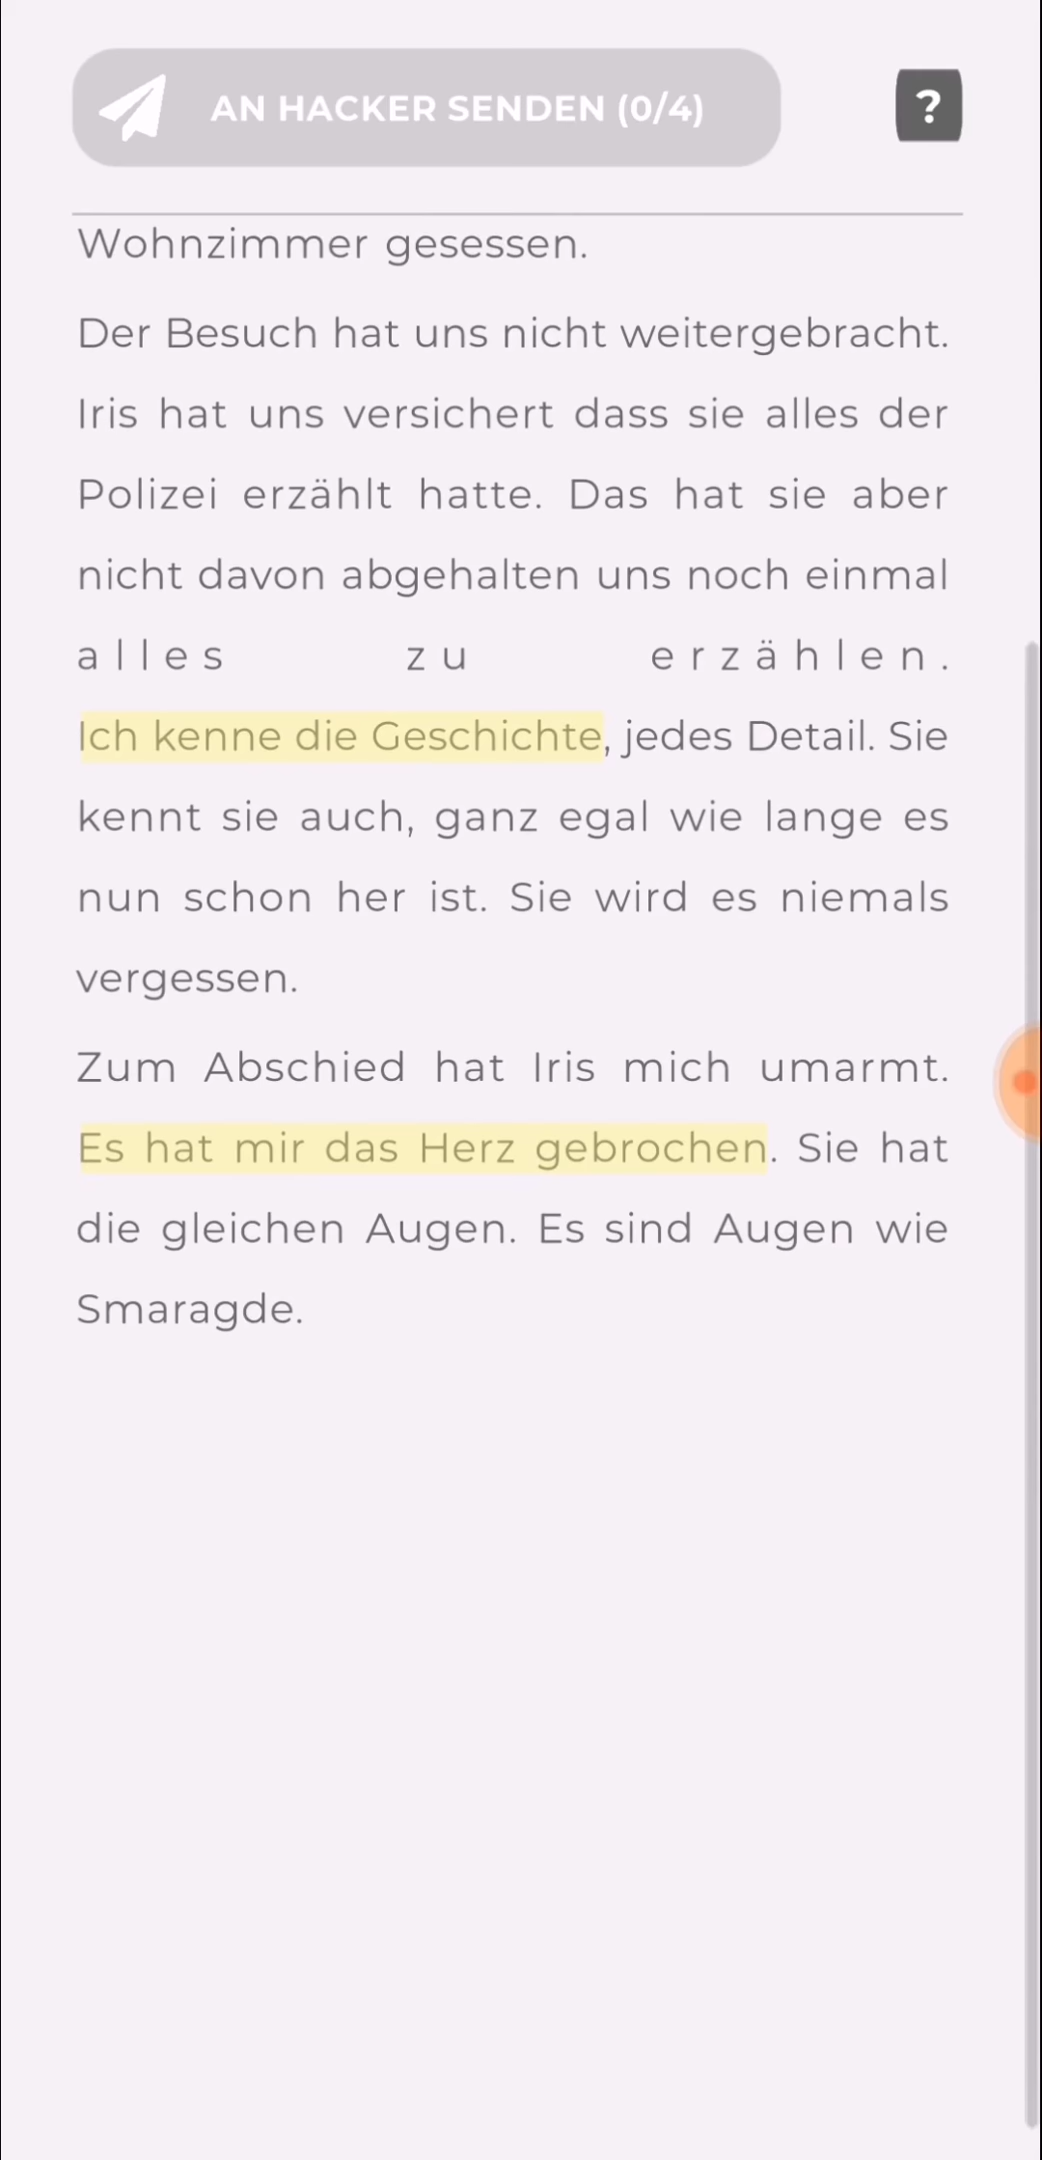 AN HACKER SENDEN (0/4)
?
Wohnzimmer gesessen.
Der Besuch hat uns nicht weitergebracht.
Iris hat uns versichert dass sie alles der
Polizei erzählt hatte. Das hat sie aber
nicht davon abgehalten uns noch einmal
alles zu erzählen.
Ich kenne die Geschichte, jedes Detail. Sie
kennt sie auch, ganz egal wie lange es
nun schon her ist. Sie wird es niemals
vergessen.
Zum Abschied hat Iris mich umarmt.
Es hat mir das Herz gebrochen. Sie hat
die gleichen Augen. Es sind Augen wie
Smaragde.